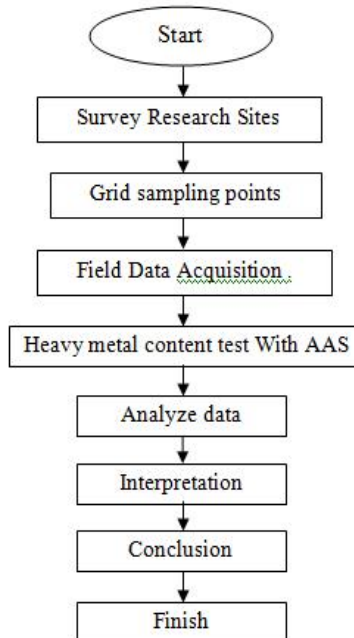 Start
Survey Research Sites
Grid sampling points
Field Data Acquisition .
Heavy metal content test With AAS
Analyze data
Interpretation
Conclusion
Finish